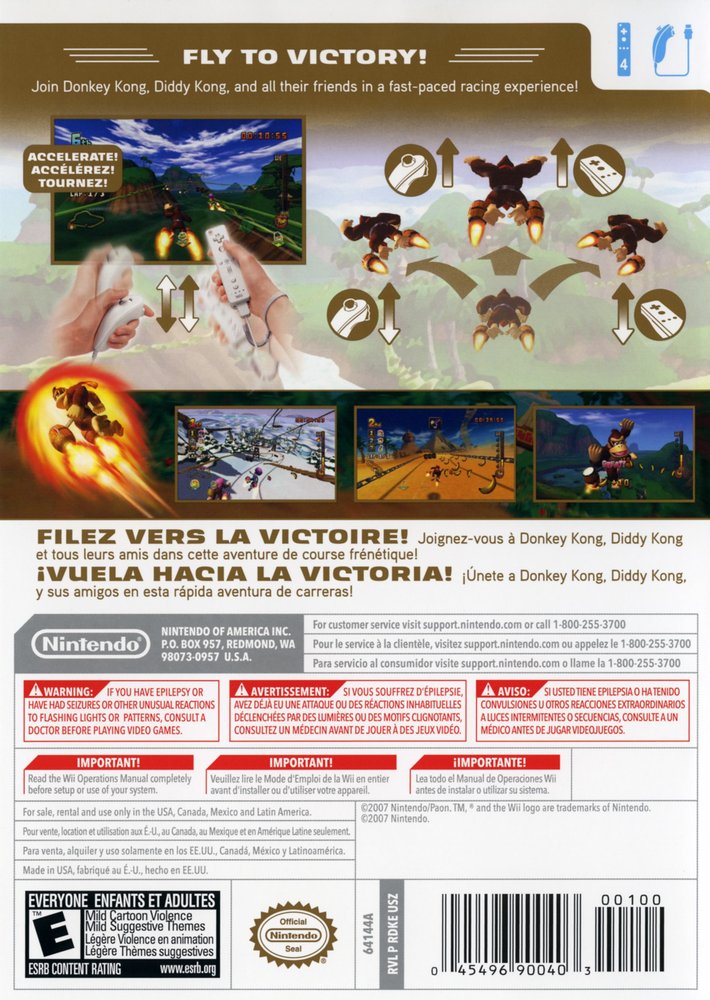 FLY TO VICTORY!
Join Donkey Kong, Diddy Kong, and all their friends in a fast-paced racing experience!
4
00:10:55
ACCELERATE!
ACCÉLÉREZ!
TOURNEZ!
LAP 1/3
FILEZ VERS LA VICTOIRE! Joignez-vous à Donkey Kong, Diddy Kong
et tous leurs amis dans cette aventure de course frénétique!
¡VUELA HACIA LA VICTORIA! ¡Únete a Donkey Kong, Diddy Kong,
y sus amigos en esta rápida aventura de carreras!
Nintendo®
NINTENDO OF AMERICA INC.
P.O. BOX 957, REDMOND, WA
98073-0957 U.S.A.
For customer service visit support.nintendo.com or call 1-800-255-3700
Pour le service à la clientèle, visitez support.nintendo.com ou appelez le 1-800-255-3700
Para servicio al consumidor visite support.nintendo.com o llame la 1-800-255-3700
WARNING: IF YOU HAVE EPILEPSY OR
HAVE HAD SEIZURES OR OTHER UNUSUAL REACTIONS
TO FLASHING LIGHTS OR PATTERNS, CONSULT A
DOCTOR BEFORE PLAYING VIDEO GAMES.
AVERTISSEMENT: SI VOUS SOUFFREZ D'ÉPILEPSIE,
AVEZ DÉJÀ EU UNE ATTAQUE OU DES RÉACTIONS INHABITUELLES
DÉCLENCHÉES PAR DES LUMIÈRES OU DES MOTIFS CLIGNOTANTS,
CONSULTEZ UN MÉDECIN AVANT DE JOUER À DES JEUX VIDÉO.
AVISO: SI USTED TIENE EPILEPSIA O HA TENIDO
CONVULSIONES U OTROS REACCIONES EXTRAORDINARIOS
A LUCES INTERMITENTES O SECUENCIAS, CONSULTE A UN
MÉDICO ANTES DE JUGAR VIDEOJUEGOS.
IMPORTANT!
Read the Wii Operations Manual completely
before setup or use of your system.
IMPORTANT!
Veuillez lire le Mode d'Emploi de la Wii en entier
avant d'installer ou d'utiliser votre appareil.
¡IMPORTANTE!
Lea todo el Manual de Operaciones Wii
antes de instalar o utilizar su sistema.
For sale, rental and use only in the USA, Canada, Mexico and Latin America.
Pour vente, location et utilisation aux É.-U., au Canada, au Mexique et en Amérique Latine seulement.
Para venta, alquiler y uso solamente en los EE.UU., Canadá, México y Latinoamérica.
Made in USA, fabriqué au É.-U., hecho en EE.UU.
©2007 Nintendo/Paon. TM, ® and the Wii logo are trademarks of Nintendo.
©2007 Nintendo.
EVERYONE ENFANTS ET ADULTES
E
TM
Mild Cartoon Violence
Mild Suggestive Themes
Légère Violence en animation
Légère Thèmes suggestives
ESRB CONTENT RATING www.esrb.org
Official
Nintendo
Seal
64144A
RVL P RDKE USZ
0 45496 90040 3
00100